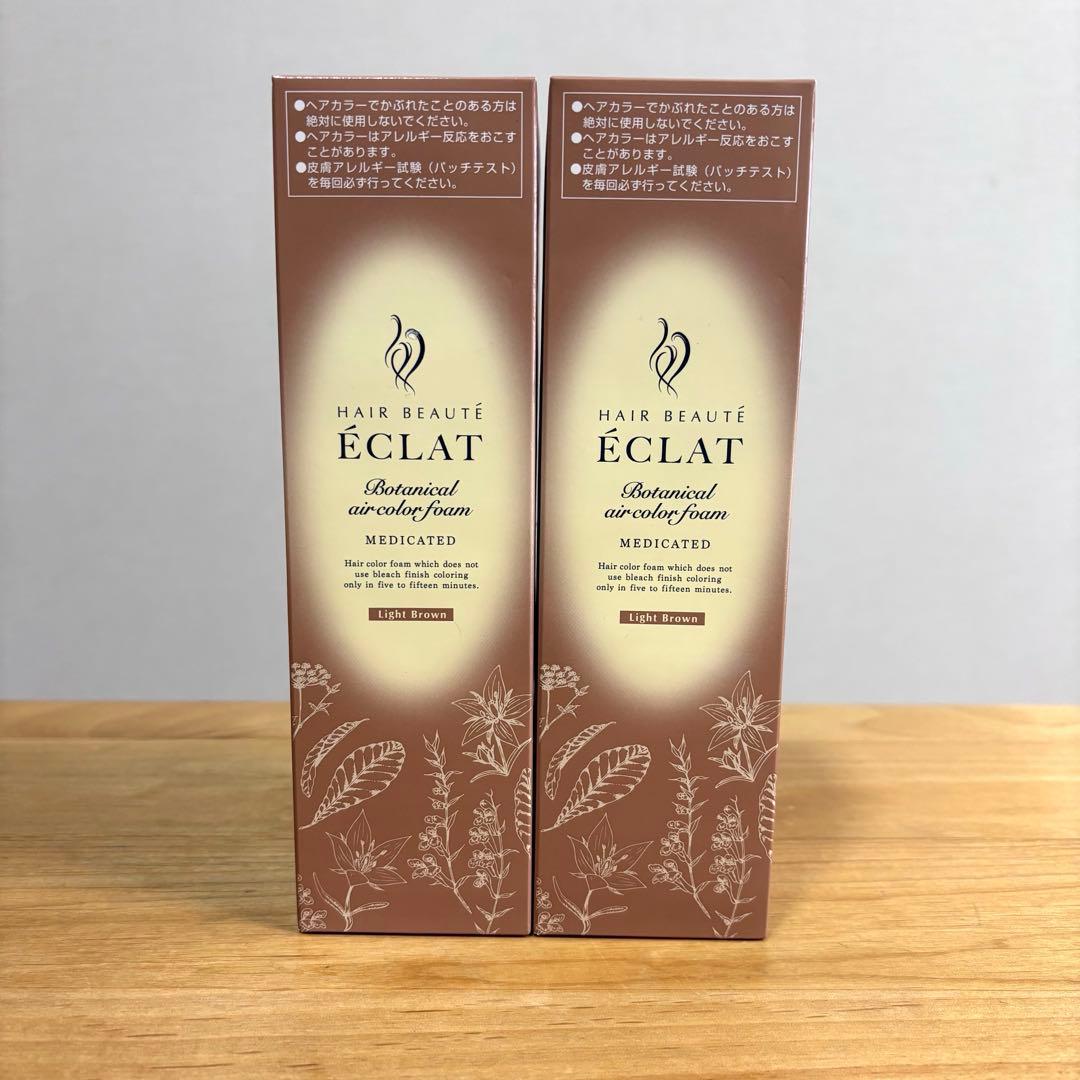 ●ヘアカラーでかぶれたことのある方は
絶対に使用しないでください。
●ヘアカラーはアレルギー反応をおこす
ことがあります。
●皮膚アレルギー試験（パッチテスト）
を毎回必ず行ってください。
HAIR BEAUTÉ
ÉCLAT
Botanical
air color foam
MEDICATED
Hair color foam which does not
use bleach finish coloring
only in five to fifteen minutes.
Light Brown
●ヘアカラーでかぶれたことのある方は
絶対に使用しないでください。
●ヘアカラーはアレルギー反応をおこす
ことがあります。
●皮膚アレルギー試験（パッチテスト）
を毎回必ず行ってください。
HAIR BEAUTÉ
ÉCLAT
Botanical
air color foam
MEDICATED
Hair color foam which does not
use bleach finish coloring
only in five to fifteen minutes.
Light Brown